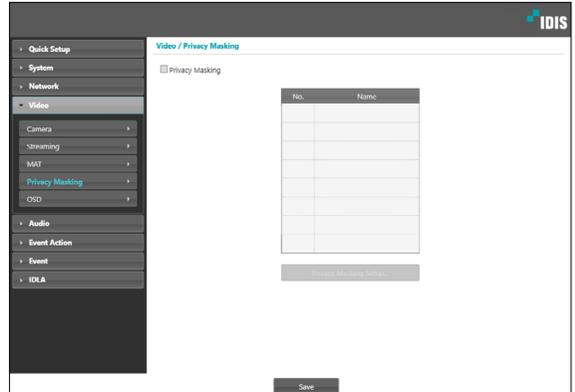 IDIS
Quick Setup
System
Network
Video
Camera
Streaming
MAT
Privacy Masking
OSD
Audio
Event Action
Event
IDLA
Video / Privacy Masking
Privacy Masking
No. Name
Privacy Masking Setup...
Save